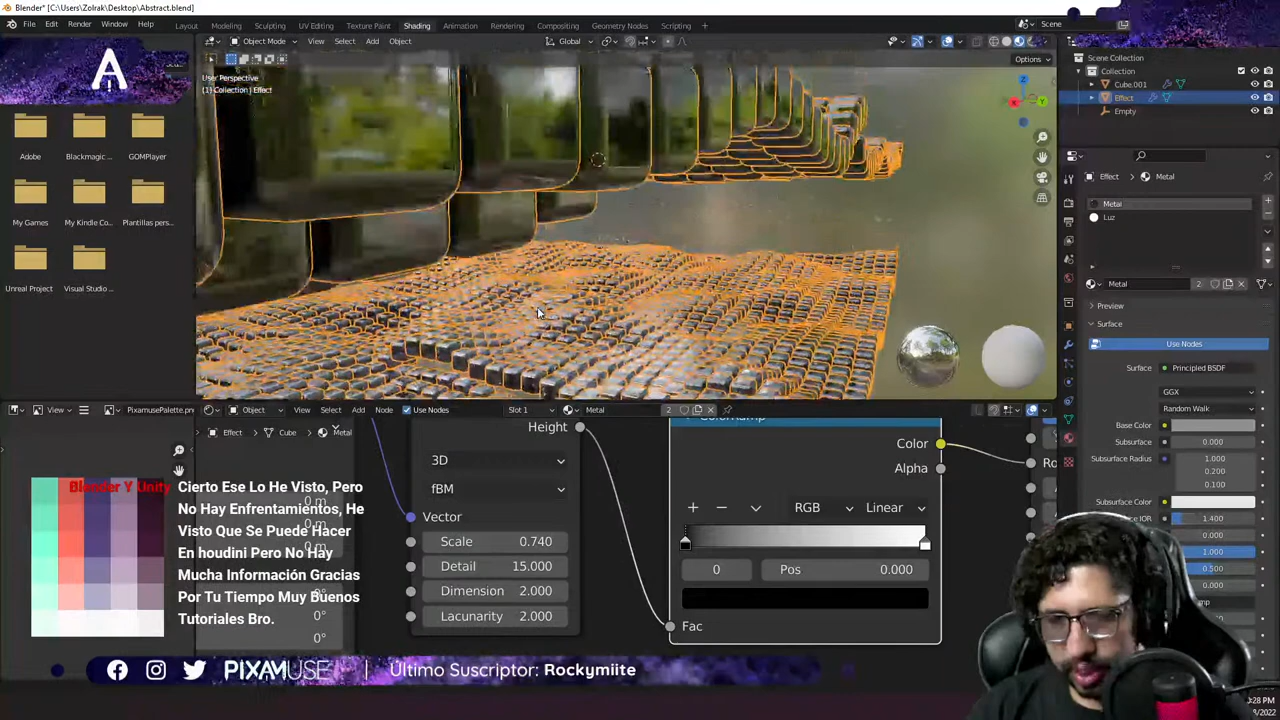 Blender* [C:\Users\Zolrak\Desktop\Abstract.blend]
File Edit Render Window Help
Layout Modeling Sculpting UV Editing Texture Paint Shading Animation Rendering Compositing Geometry Nodes Scripting
Scene
Object Mode View Select Add Object
Global
Options
User Perspective
(1) Collection | Effect
Z
X
Y
Scene Collection
Collection
Cube.001
Effect
Empty
A
Adobe
Blackmagic ...
GOMPlayer
My Games
My Kindle Co...
Plantillas pers...
Unreal Project
Visual Studio ...
Effect Metal
Metal
Luz
Metal 2
Preview
Surface
Use Nodes
Surface Principled BSDF
GGX
Random Walk
Base Color
Subsurface 0.000
Subsurface Radius 1.000
0.200
0.100
Subsurface Color
1.400
0.000
1.000
0.500
0.000
View
PixamusePalette.pn
Object View Select Add Node Use Nodes Slot 1 Metal 2
Effect Cube Metal
Height
3D
fBM
Vector
Scale 0.740
Detail 15.000
Dimension 2.000
Lacunarity 2.000
Color
Alpha
RGB Linear
0 Pos 0.000
Fac
Blender Y Unity
Cierto Ese Lo He Visto, Pero
No Hay Enfrentamientos, He
Visto Que Se Puede Hacer
En houdini Pero No Hay
Mucha Información Gracias
Por Tu Tiempo Muy Buenos
Tutoriales Bro.
0 m
0°
0°
PIXAMUSE | Último Suscriptor: Rockymiite